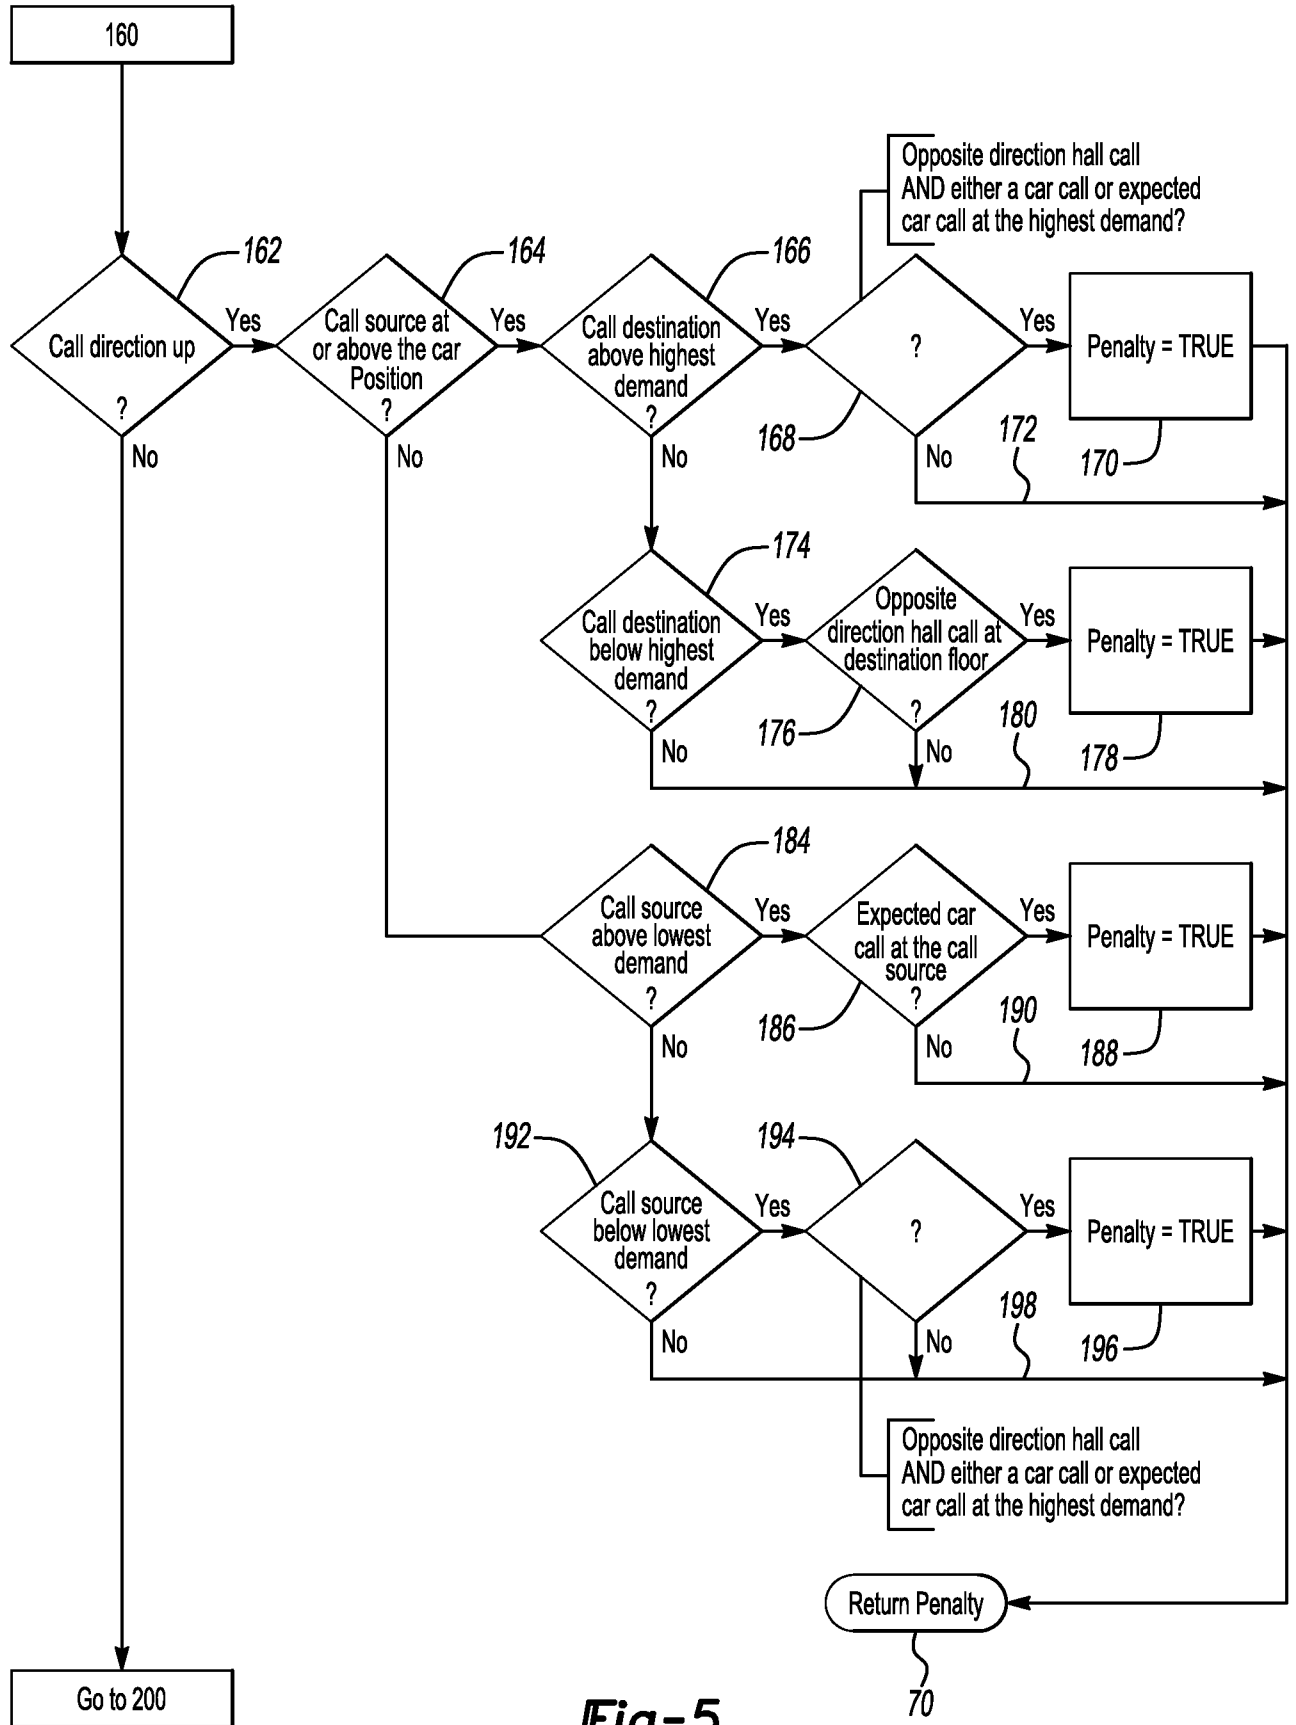 160
Opposite direction hall call
AND either a car call or expected
car call at the highest demand?
162
164
166
Call direction up
?
Yes
No
Call source at
or above the car
Position
?
Yes
No
Call destination
above highest
demand
?
Yes
No
?
168
Yes
No
172
Penalty = TRUE
170
174
Call destination
below highest
demand
?
Yes
No
Opposite
direction hall call at
destination floor
?
176
Yes
No
180
Penalty = TRUE
178
184
Call source
above lowest
demand
?
Yes
No
Expected car
call at the call
source
?
186
Yes
No
190
Penalty = TRUE
188
192
Call source
below lowest
demand
?
Yes
No
194
?
Yes
No
198
Penalty = TRUE
196
Opposite direction hall call
AND either a car call or expected
car call at the highest demand?
Return Penalty
70
Go to 200
Fig-5